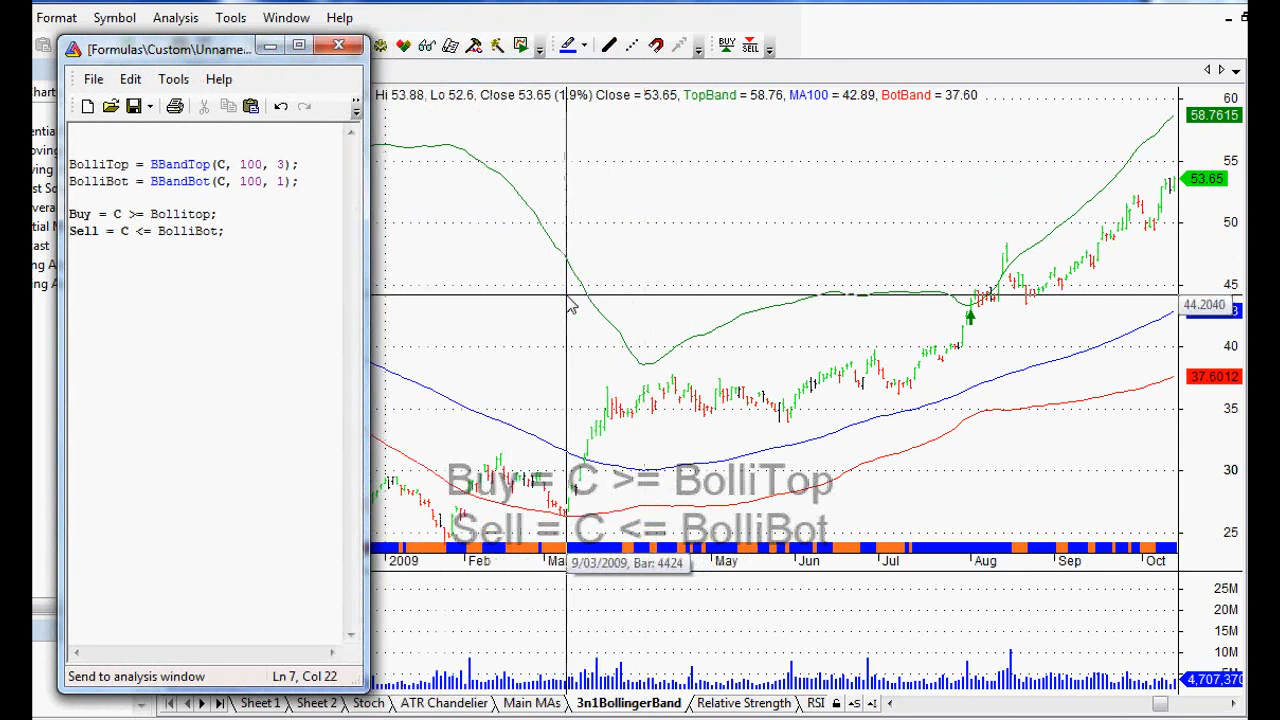 Format Symbol Analysis Tools Window Help
[Formulas\Custom\Unname...
BUY SELL
File Edit Tools Help
Hi 53.88, Lo 52.6, Close 53.65 (1.9%) Close = 53.65, TopBand = 58.76, MA100 = 42.89, BotBand = 37.60
60
58.7615
BolliTop = BBandTop(C, 100, 3);
BolliBot = BBandBot(C, 100, 1);
55
53.65
Buy = C >= Bollitop;
Sell = C <= BolliBot;
50
45
44.2040
40
37.6012
35
30
Buy = C >= BolliTop
Sell = C <= BolliBot
25
2009 Feb May Jun Jul Aug Sep Oct
9/03/2009, Bar: 4424
25M
20M
15M
10M
4,707,370
Send to analysis window Ln 7, Col 22
Sheet 1 Sheet 2 Stoch ATR Chandelier Main MAs 3n1BollingerBand Relative Strength RSI